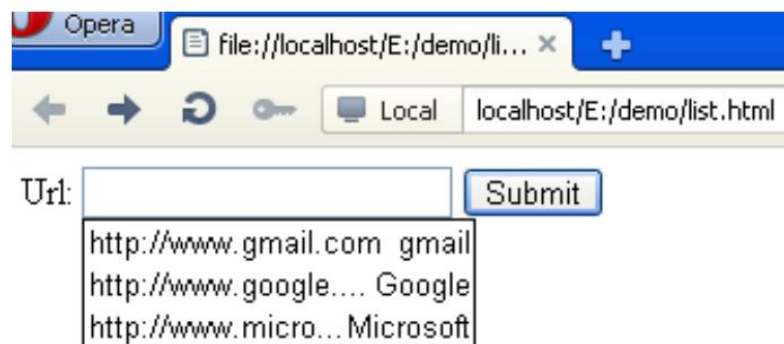 Opera
file://localhost/E:/demo/li...
Local localhost/E:/demo/list.html
Url: Submit
http://www.gmail.com gmail
http://www.google.... Google
http://www.micro... Microsoft